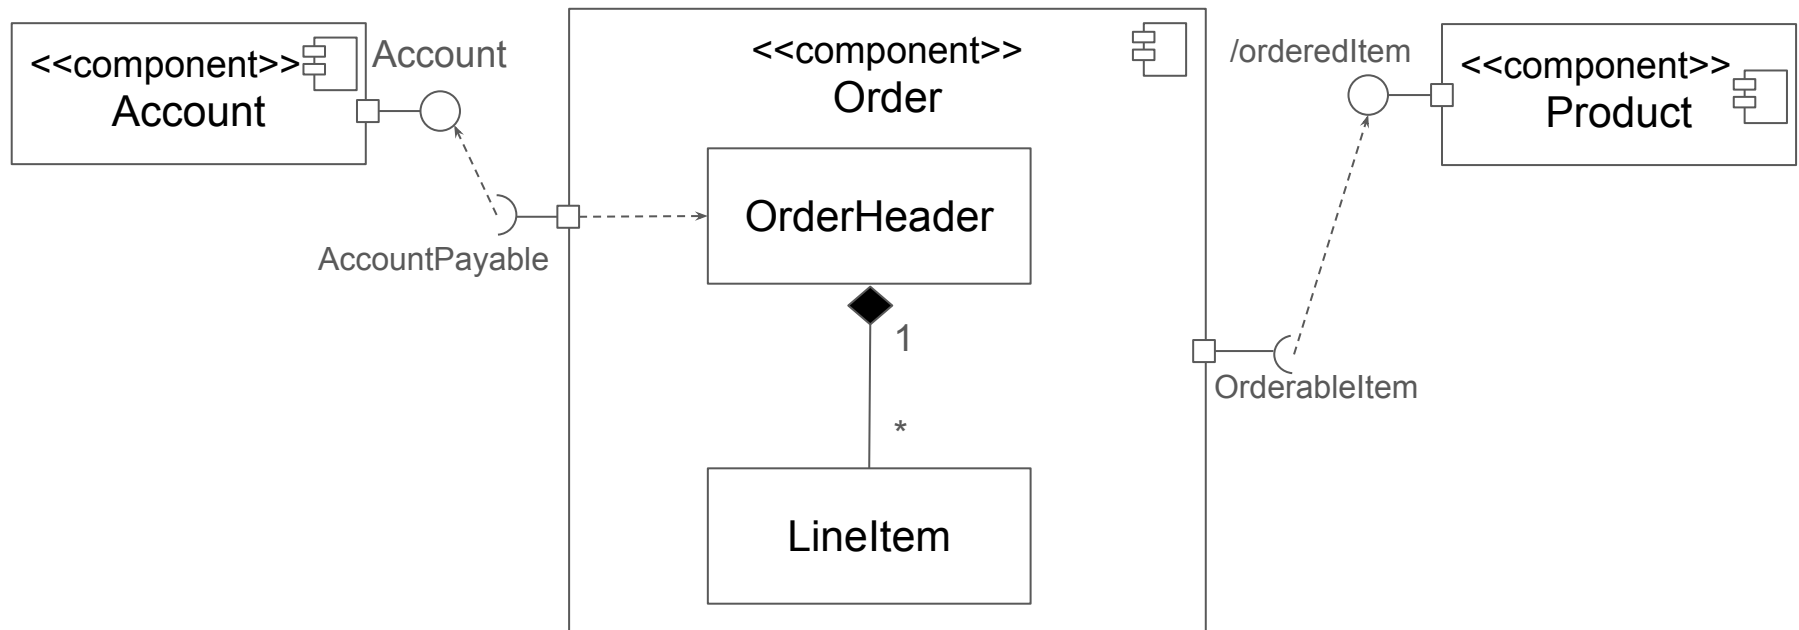 <<component>>
Account
Account
AccountPayable
<<component>>
Order
OrderHeader
1
*
LineItem
/orderedItem
OrderableItem
<<component>>
Product